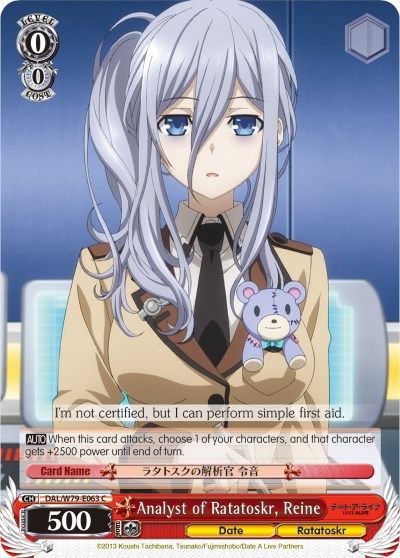 LEVEL
0
0
COST
I'm not certified, but I can perform simple first aid.
AUTO When this card attacks, choose 1 of your characters, and that character
gets +2500 power until end of turn.
Card Name ラタトスクの解析官 令音
CH DAL/W79-E063 C
POWER 500 SOUL Analyst of Ratatoskr, Reine
デート・ア・ライブ
DATE A LIVE
Date Ratatoskr
©2013 Koushi Tachibana, Tsunako/Fujimishobo/Date A Live Partners